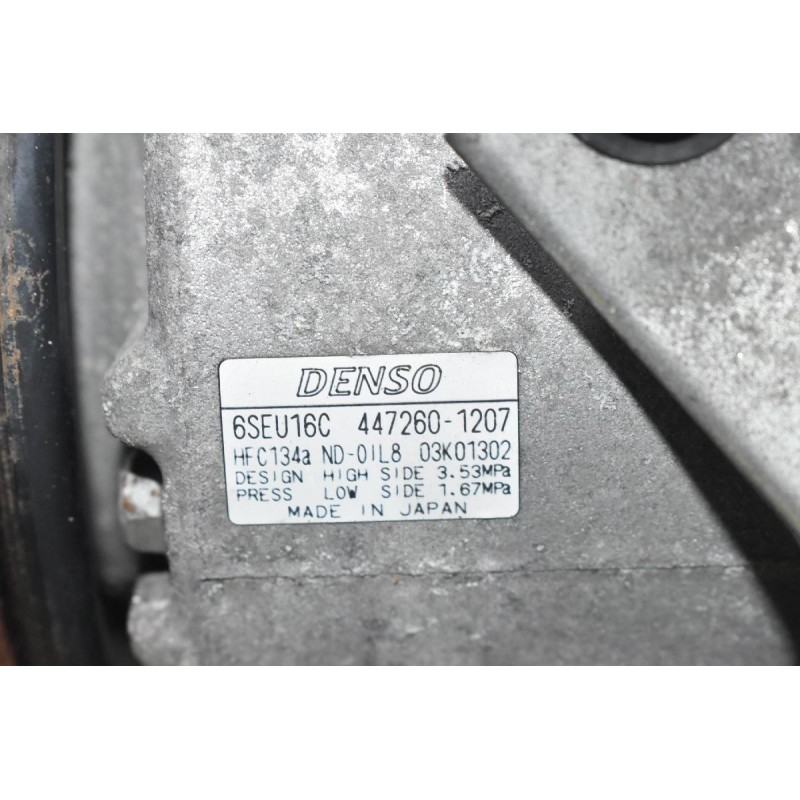 DENSO
6SEU16C 447260-1207
HFC134a ND-OIL8 03K01302
DESIGN HIGH SIDE 3.53MPa
PRESS LOW SIDE 1.67MPa
MADE IN JAPAN